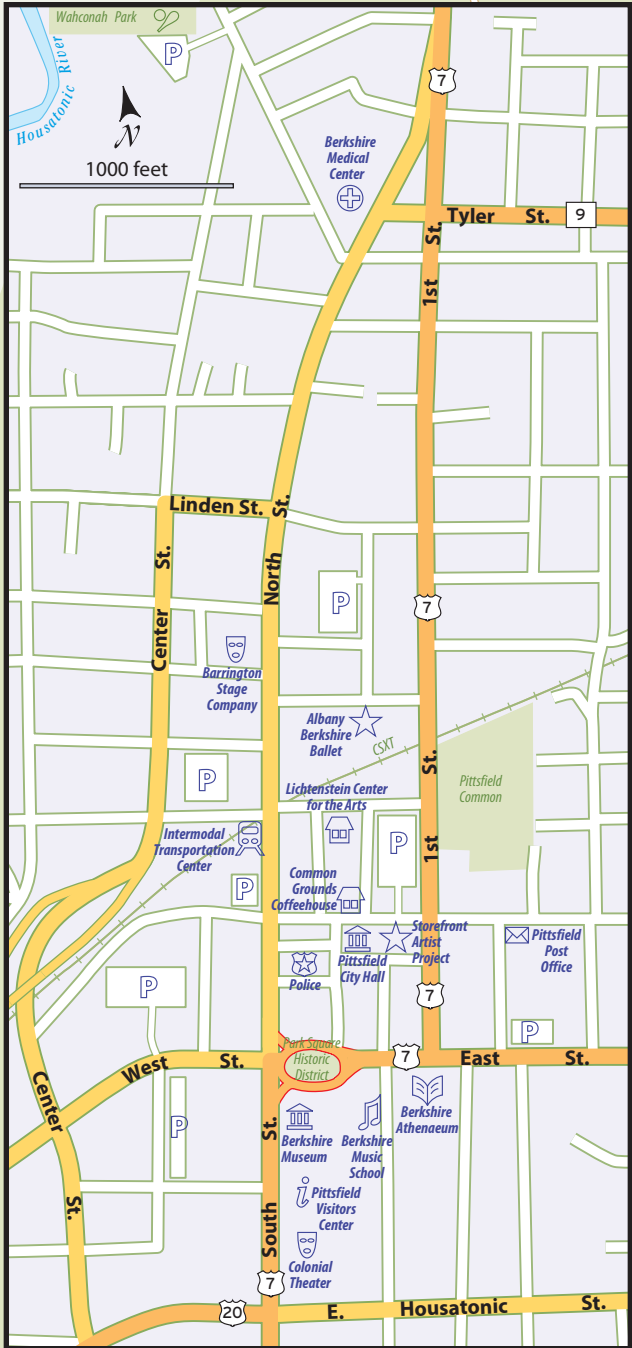 Wahconah Park
P
Housatonic River
7
N
1000 feet
Berkshire
Medical
Center
Tyler St.
9
1st St.
Linden St.
North St.
Center St.
P
7
Barrington
Stage
Company
Albany
Berkshire
Ballet
CSXT
1st St.
Pittsfield
Common
P
Lichtenstein Center
for the Arts
Intermodal
Transportation
Center
P
P
Common
Grounds
Coffeehouse
Storefront
Artist
Project
Pittsfield
City Hall
Police
Pittsfield
Post
Office
P
7
P
Park Square
Historic
District
7
East St.
West St.
Center St.
P
Berkshire
Museum
Berkshire
Music
School
Berkshire
Athenaeum
Pittsfield
Visitors
Center
Colonial
Theater
South St.
7
20
E. Housatonic St.